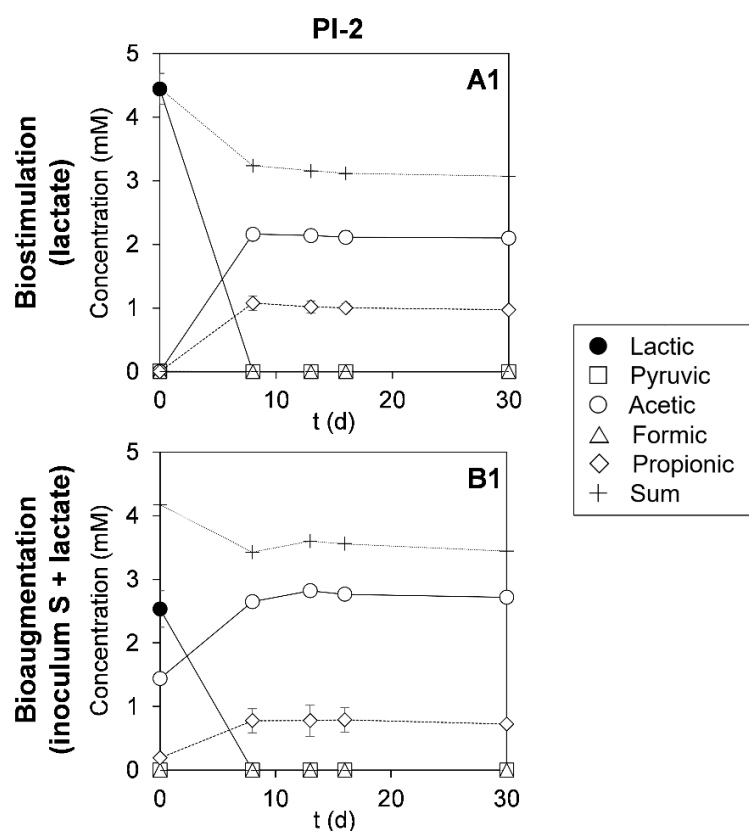 PI-2
Biostimulation
(lactate)
Concentration (mM)
5
4
3
2
1
0
A1
0
10
20
30
t (d)
Lactic
Pyruvic
Acetic
Formic
Propionic
Sum
Bioaugmentation
(inoculum S + lactate)
Concentration (mM)
5
4
3
2
1
0
B1
0
10
20
30
t (d)